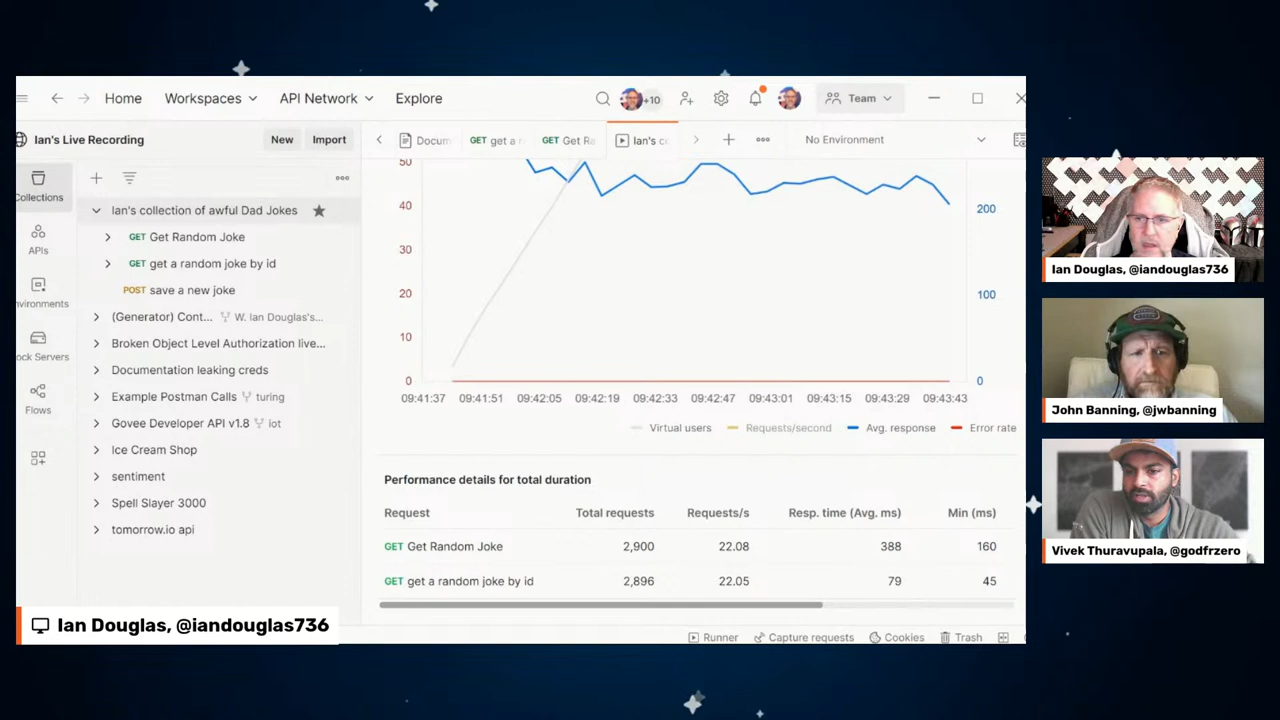 Home Workspaces API Network Explore +10 Team
Ian's Live Recording New Import
Docum GET get a r GET Get Ra Ian's co No Environment
Collections
APIs
nvironments
ock Servers
Flows
Ian's collection of awful Dad Jokes
GET Get Random Joke
GET get a random joke by id
POST save a new joke
(Generator) Cont... W. Ian Douglas's...
Broken Object Level Authorization live...
Documentation leaking creds
Example Postman Calls turing
Govee Developer API v1.8 iot
Ice Cream Shop
sentiment
Spell Slayer 3000
tomorrow.io api
50
40
30
20
10
0
200
100
0
09:41:37 09:41:51 09:42:05 09:42:19 09:42:33 09:42:47 09:43:01 09:43:15 09:43:29 09:43:43
Virtual users Requests/second Avg. response Error rate
Performance details for total duration
Request Total requests Requests/s Resp. time (Avg. ms) Min (ms)
GET Get Random Joke 2,900 22.08 388 160
GET get a random joke by id 2,896 22.05 79 45
Runner Capture requests Cookies Trash
Ian Douglas, @iandouglas736
Ian Douglas, @iandouglas736
John Banning, @jwbanning
Vivek Thuravupala, @godfrzero